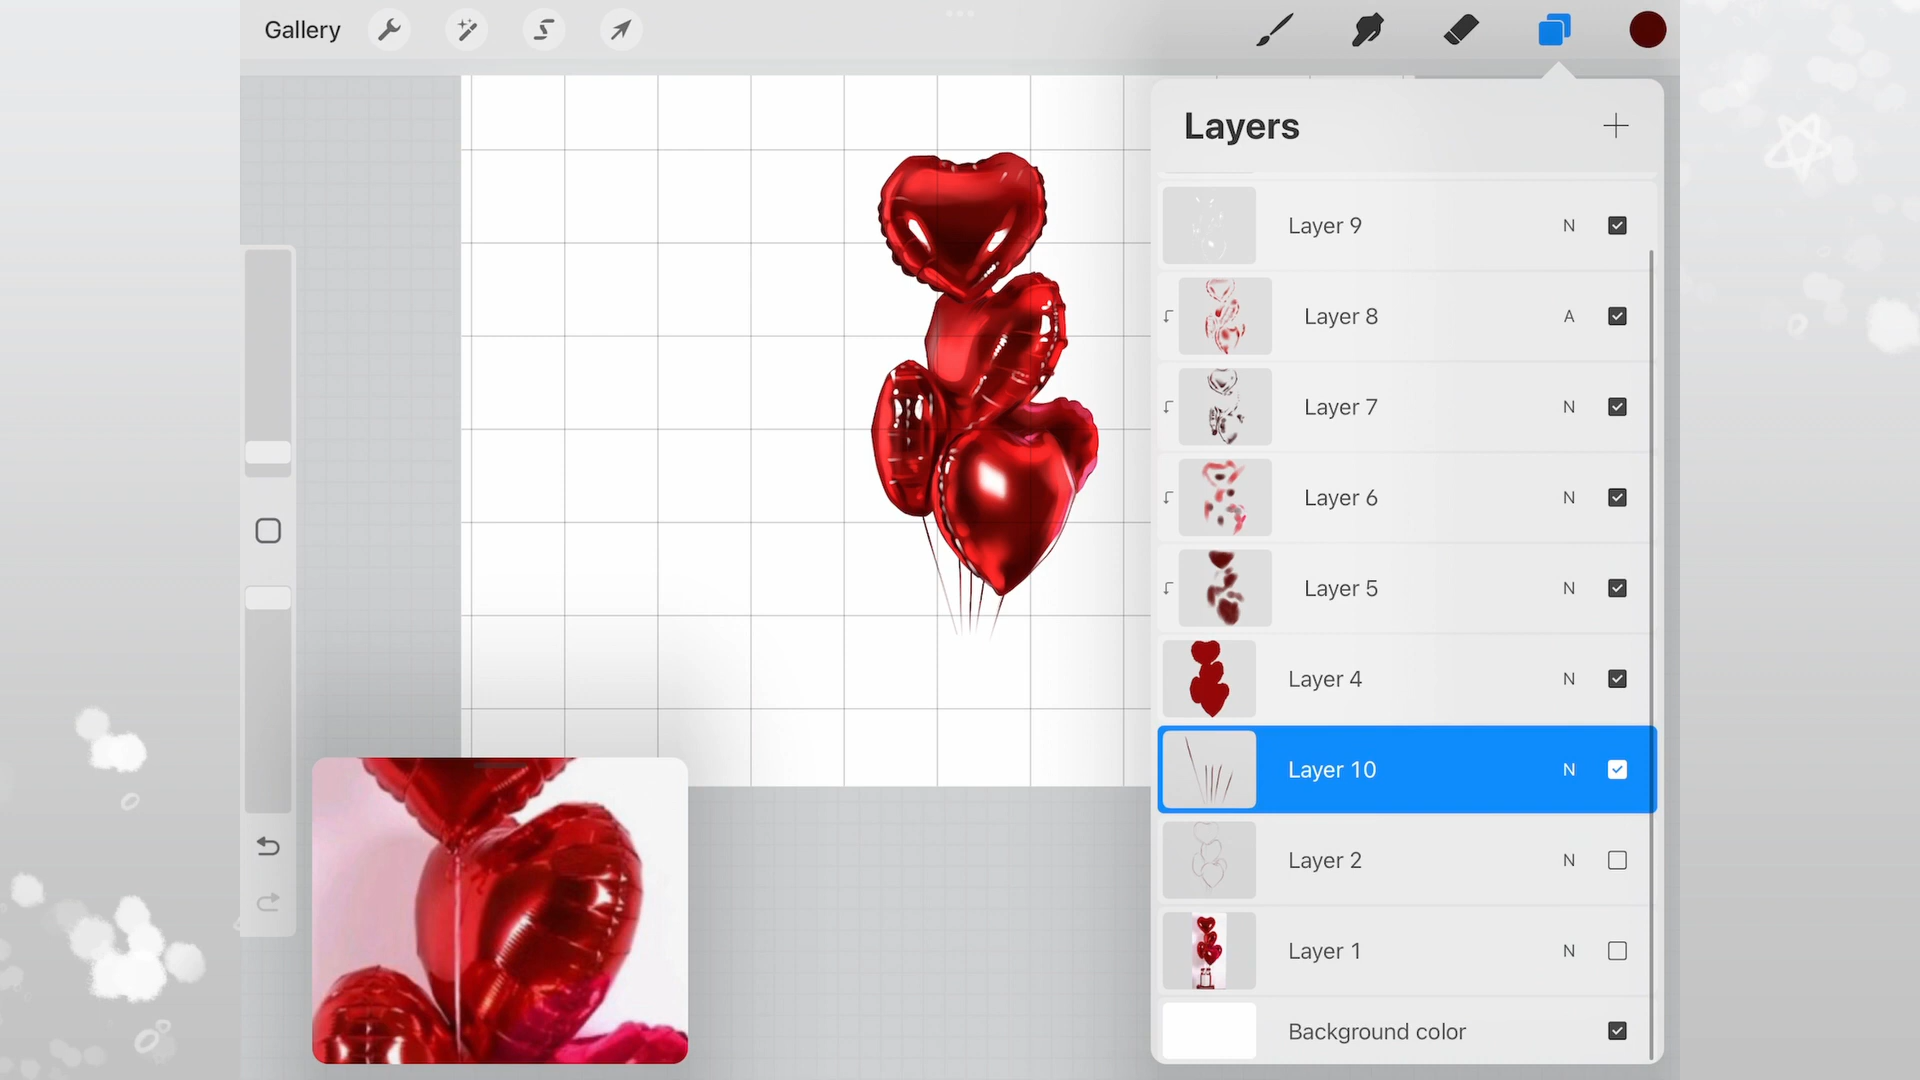 Gallery
Layers
Layer 9 N
Layer 8 A
Layer 7 N
Layer 6 N
Layer 5 N
Layer 4 N
Layer 10 N
Layer 2 N
Layer 1 N
Background color